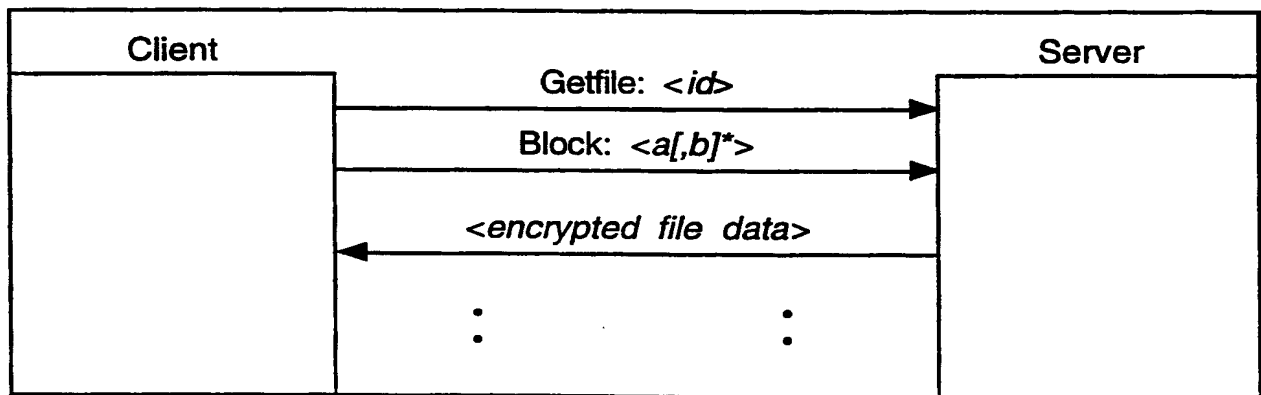 Client
Server
Getfile: <id>
Block: <a[,b]*>
<encrypted file data>